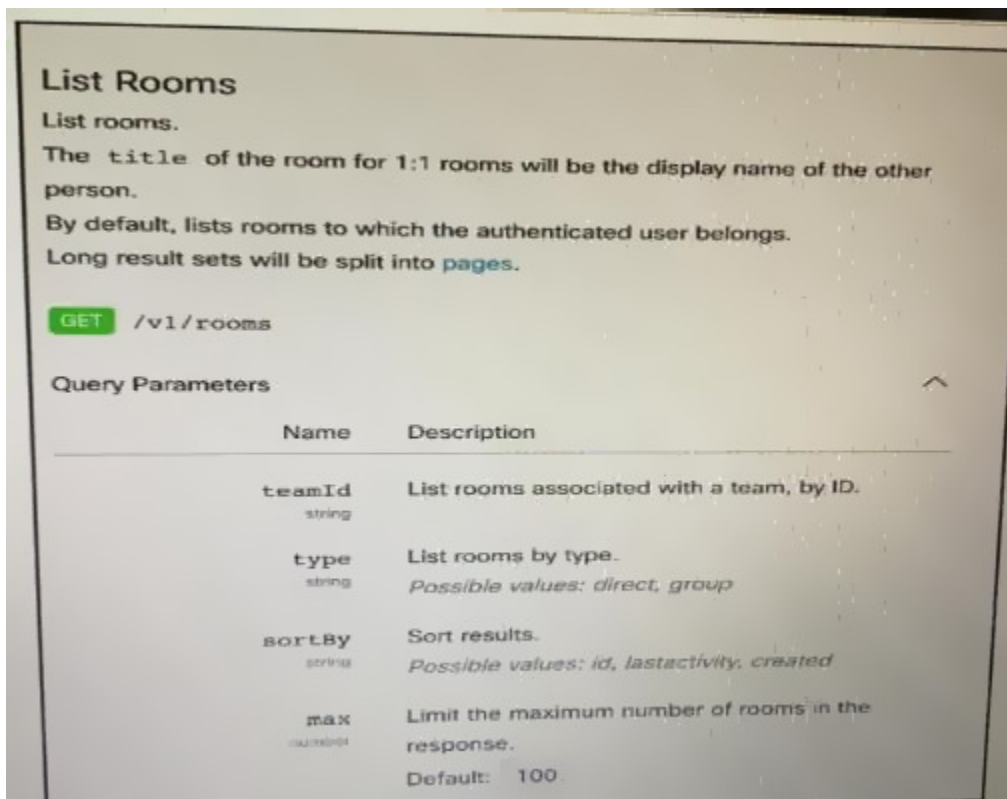 List Rooms
List rooms.
The title of the room for 1:1 rooms will be the display name of the other
person.
By default, lists rooms to which the authenticated user belongs.
Long result sets will be split into pages.
GET /v1/rooms
Query Parameters
Name Description
teamId List rooms associated with a team, by ID.
string
type List rooms by type.
string Possible values: direct, group
sortBy Sort results.
string Possible values: id, lastactivity, created
max Limit the maximum number of rooms in the
number response.
Default: 100